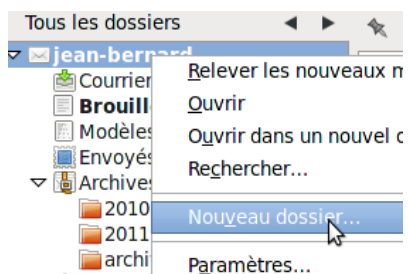 Tous les dossiers
jean-bernard
Courrier
Relever les nouveaux
Brouill
Ouvrir
Modèles
Ouvrir dans un nouvel
Envoyés
Rechercher...
Archives
2010
Nouveau dossier...
2011
archi
Paramètres...